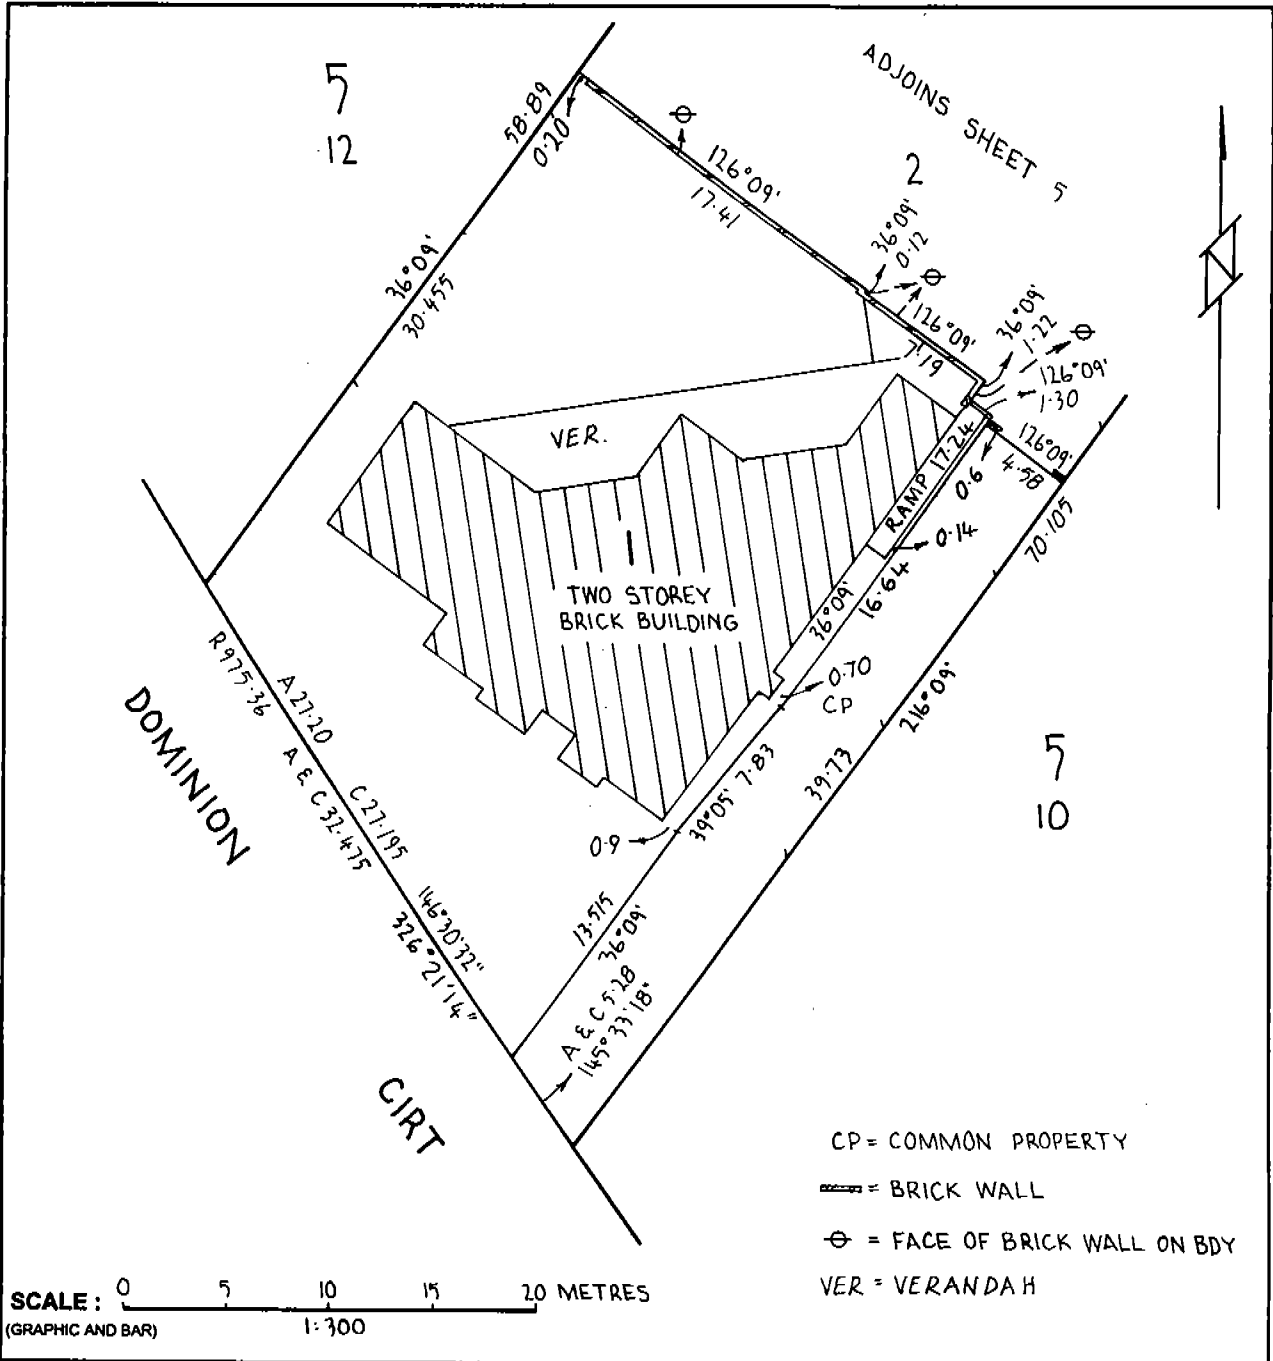 5
12
58·89
0·20
ADJOINS SHEET 5
2
126°09'
17·41
36°09'
0·12
36°09'
30·455
126°09'
7·19
36°09'
1·22
126°09'
1·30
126°09'
4·58
VER.
RAMP 17·24
0·6
0·14
70·105
1
TWO STOREY
BRICK BUILDING
36°09'
16·64
0·70
CP
216°09'
39·73
5
10
R 975·36
A 27·20
A & C 32·475
C 27·195
39°05' 7·83
0·9
DOMINION
CIRT
146°30'32"
326°21'14"
13·515
36°09'
A & C 5·28
145°33'18"
CP = COMMON PROPERTY
= BRICK WALL
= FACE OF BRICK WALL ON BDY
VER = VERANDAH
SCALE :
0 5 10 15 20 METRES
(GRAPHIC AND BAR)
1:300